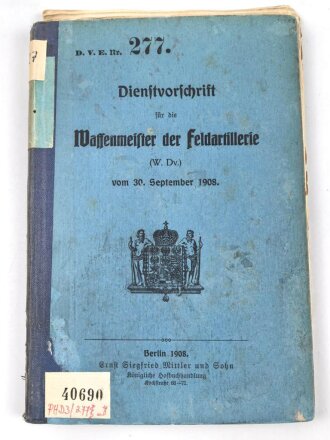 D. V. E. Nr. 277.
7
Dienstvorschrift
für die
Waffenmeister der Feldartillerie
(W. Dv.)
vom 30. September 1908.
Berlin 1908.
Ernst Siegfried Mittler und Sohn
Königliche Hofbuchhandlung
Kochstraße 68–71.
40690